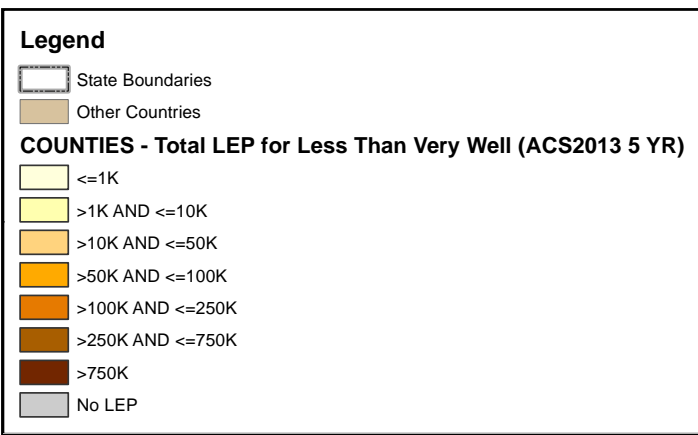 Legend
State Boundaries
Other Countries
COUNTIES - Total LEP for Less Than Very Well (ACS2013 5 YR)
<=1K
>1K AND <=10K
>10K AND <=50K
>50K AND <=100K
>100K AND <=250K
>250K AND <=750K
>750K
No LEP